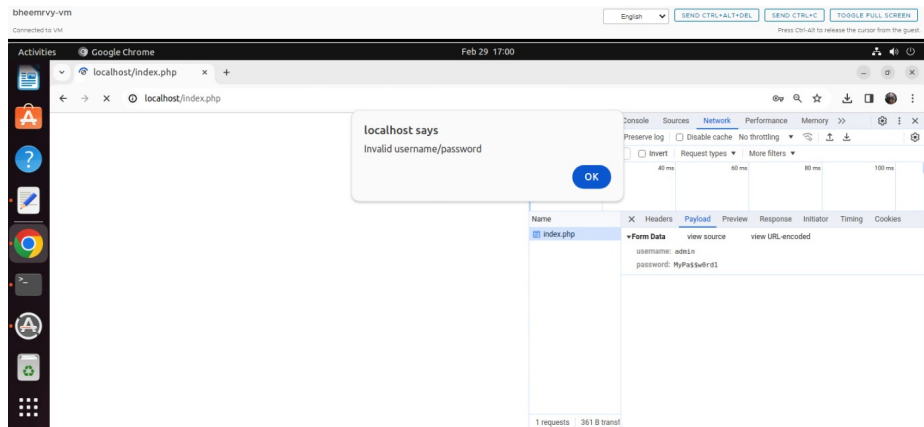 bheemrvy-vm
English
SEND CTRL+ALT+DEL
SEND CTRL+C
TOGGLE FULL SCREEN
Connected to VM
Press Ctrl-Alt to release the cursor from the guest.
Activities
Google Chrome
Feb 29 17:00
localhost/index.php
localhost/index.php
localhost says
Invalid username/password
OK
Console Sources Network Performance Memory
Preserve log Disable cache No throttling
Invert Request types More filters
40 ms 60 ms 80 ms 100 ms
Name
Headers Payload Preview Response Initiator Timing Cookies
index.php
Form Data view source view URL-encoded
username: admin
password: MyPa$$w0rd1
1 requests 361 B transf